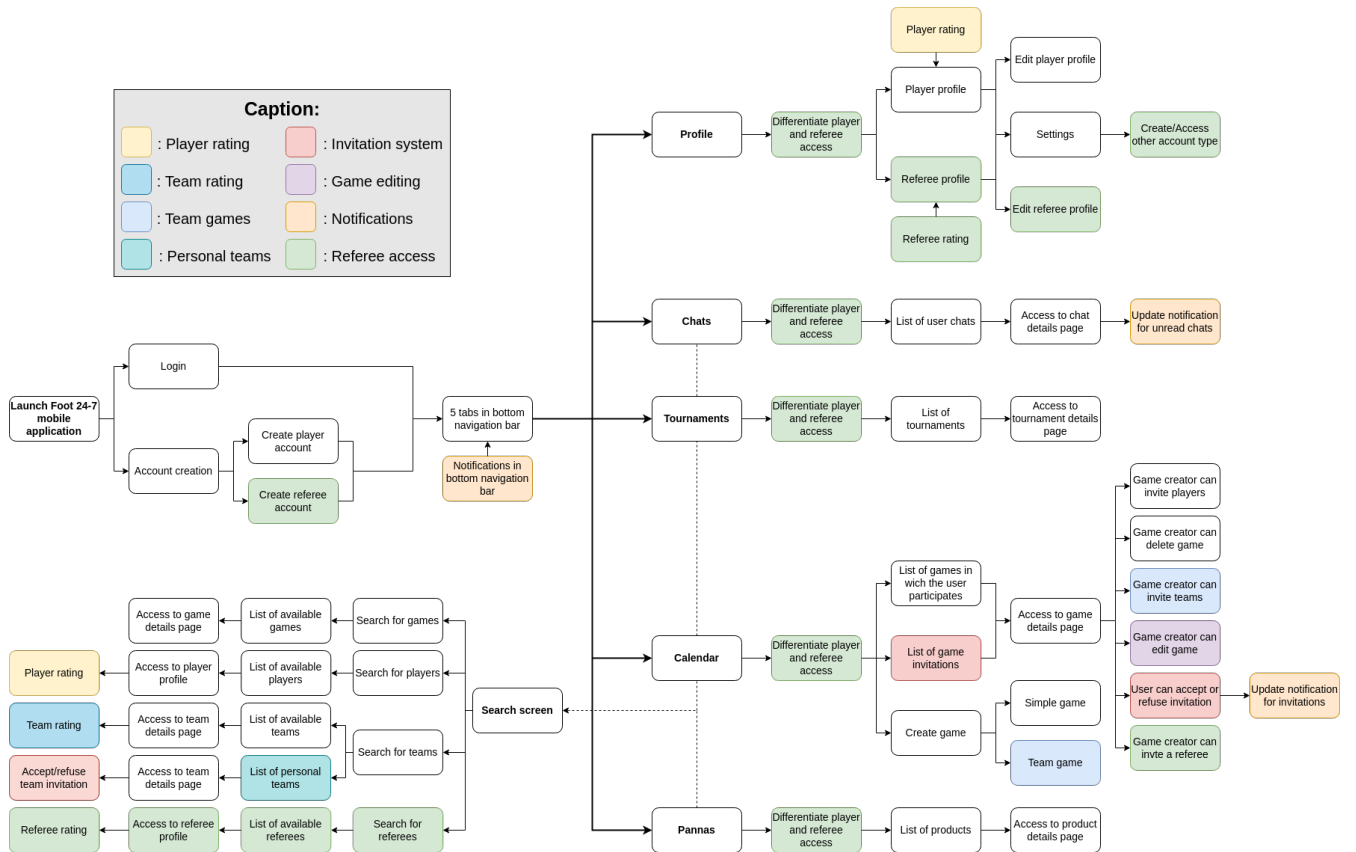 Caption:
: Player rating
: Invitation system
: Team rating
: Game editing
: Team games
: Notifications
: Personal teams
: Referee access
Player rating
Player profile
Edit player profile
Profile
Differentiate player
and referee
access
Settings
Create/Access
other account type
Referee profile
Edit referee profile
Referee rating
Chats
Differentiate player
and referee
access
List of user chats
Access to chat
details page
Update notification
for unread chats
Launch Foot 24-7
mobile
application
Login
Account creation
Create player
account
Create referee
account
5 tabs in bottom
navigation bar
Notifications in
bottom navigation
bar
Tournaments
Differentiate player
and referee
access
List of
tournaments
Access to
tournament details
page
Calendar
Differentiate player
and referee
access
List of games in
wich the user
participates
List of game
invitations
Create game
Access to game
details page
Simple game
Team game
Game creator can
invite players
Game creator can
delete game
Game creator can
invite teams
Game creator can
edit game
User can accept or
refuse invitation
Update notification
for invitations
Game creator can
invte a referee
Pannas
Differentiate player
and referee
access
List of products
Access to product
details page
Search screen
Access to game
details page
List of available
games
Search for games
Player rating
Access to player
profile
List of available
players
Search for players
Team rating
Access to team
details page
List of available
teams
Search for teams
Accept/refuse
team invitation
Access to team
details page
List of personal
teams
Referee rating
Access to referee
profile
List of available
referees
Search for
referees